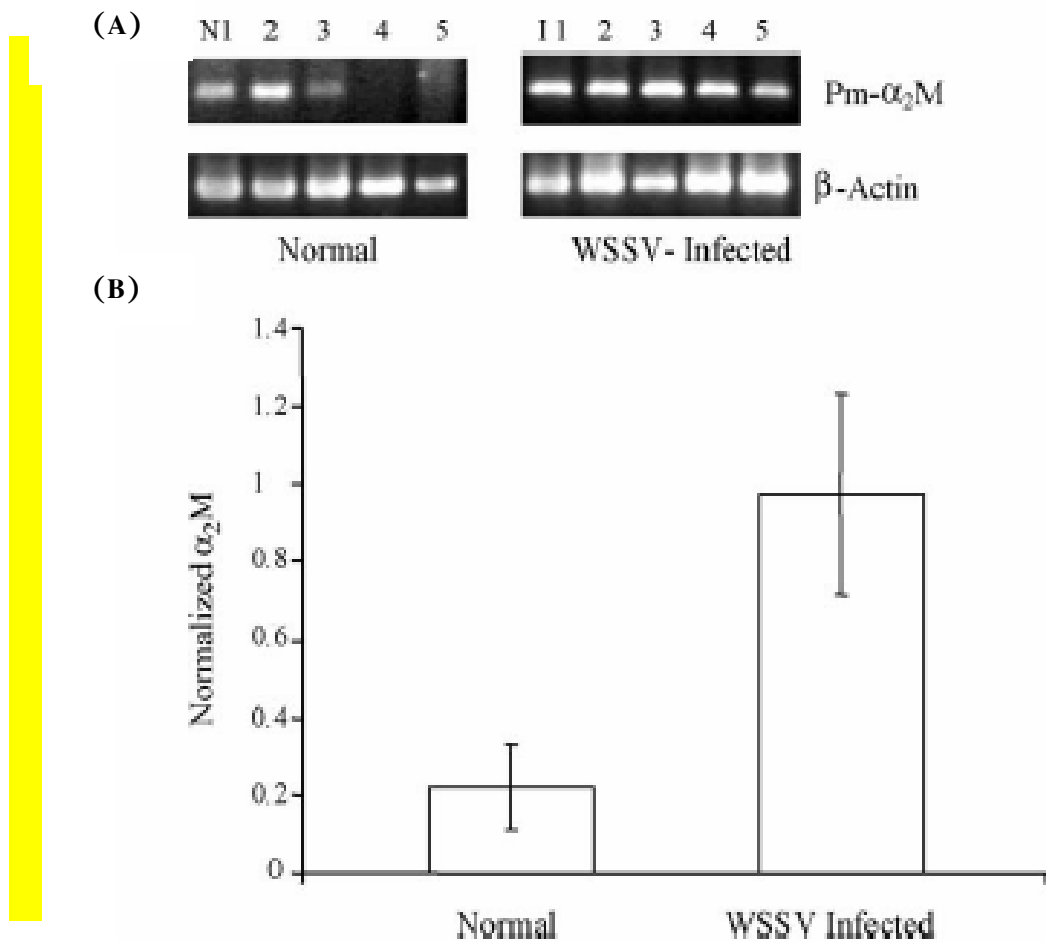 (A)
N1 2 3 4 5 I 1 2 3 4 5
Pm-α₂M
β-Actin
Normal WSSV- Infected
(B)
1.4
1.2
1
0.8
0.6
0.4
0.2
0
Normalized α₂M
Normal WSSV Infected